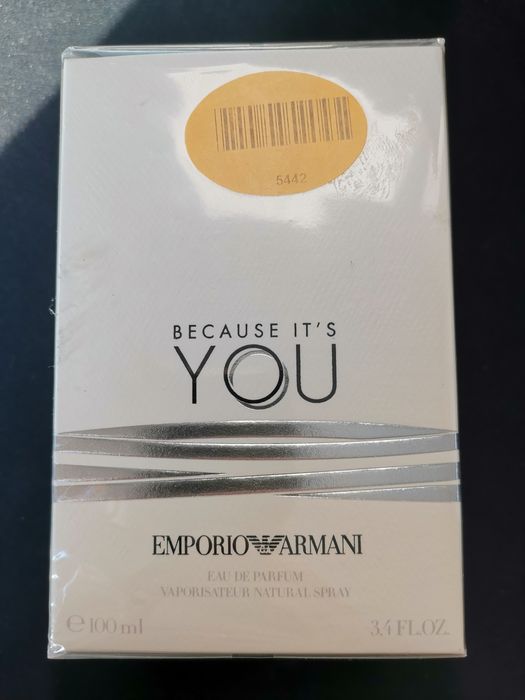 5442
BECAUSE IT'S
YOU
EMPORIO ARMANI
EAU DE PARFUM
VAPORISATEUR NATURAL SPRAY
e 100 ml 3.4 FL.OZ.